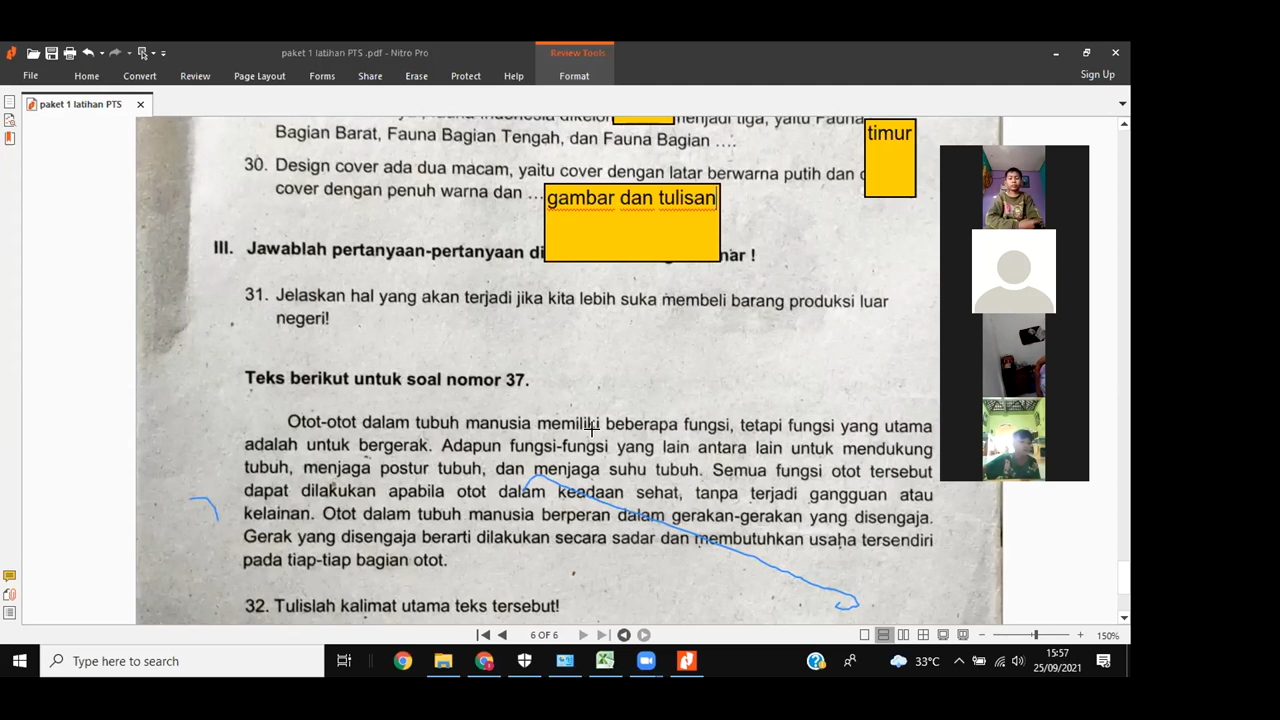 paket 1 latihan PTS .pdf - Nitro Pro
Review Tools
File Home Convert Review Page Layout Forms Share Erase Protect Help Format
Sign Up
paket 1 latihan PTS
Fauna Indonesia menjadi tiga, yaitu Fauna
Bagian Barat, Fauna Bagian Tengah, dan Fauna Bagian ....
timur
30. Design cover ada dua macam, yaitu cover dengan latar berwarna putih dan
cover dengan penuh warna dan ...
gambar dan tulisan
III. Jawablah pertanyaan-pertanyaan di !
31. Jelaskan hal yang akan terjadi jika kita lebih suka membeli barang produksi luar
negeri!
Teks berikut untuk soal nomor 37.
Otot-otot dalam tubuh manusia memiliki beberapa fungsi, tetapi fungsi yang utama
adalah untuk bergerak. Adapun fungsi-fungsi yang lain antara lain untuk mendukung
tubuh, menjaga postur tubuh, dan menjaga suhu tubuh. Semua fungsi otot tersebut
dapat dilakukan apabila otot dalam keadaan sehat, tanpa terjadi gangguan atau
kelainan. Otot dalam tubuh manusia berperan dalam gerakan-gerakan yang disengaja.
Gerak yang disengaja berarti dilakukan secara sadar dan membutuhkan usaha tersendiri
pada tiap-tiap bagian otot.
32. Tulislah kalimat utama teks tersebut!
6 OF 6
150%
Type here to search
33°C
15:57
25/09/2021